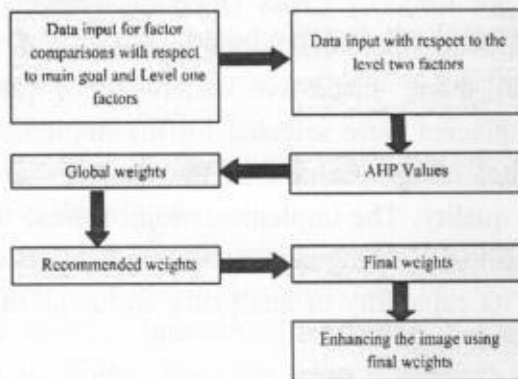 Data input for factor
comparisons with respect
to main goal and Level one
factors
Data input with respect to the
level two factors
Global weights
AHP Values
Recommended weights
Final weights
Enhancing the image using
final weights